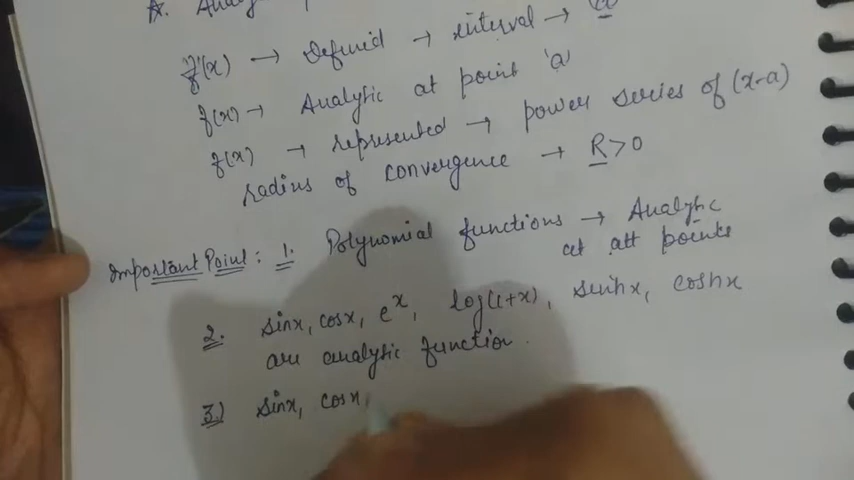 f(x) → Defined → interval →
f(x) → Analytic at point 'a'
f(x) → represented → power series of (x-a)
radius of convergence → R>0
Important Point : 1. Polynomial functions → Analytic
at all points
2. sinx, cosx, e^x, log(1+x), sinhx, coshx
are analytic function.
3.) sinx, cosx,